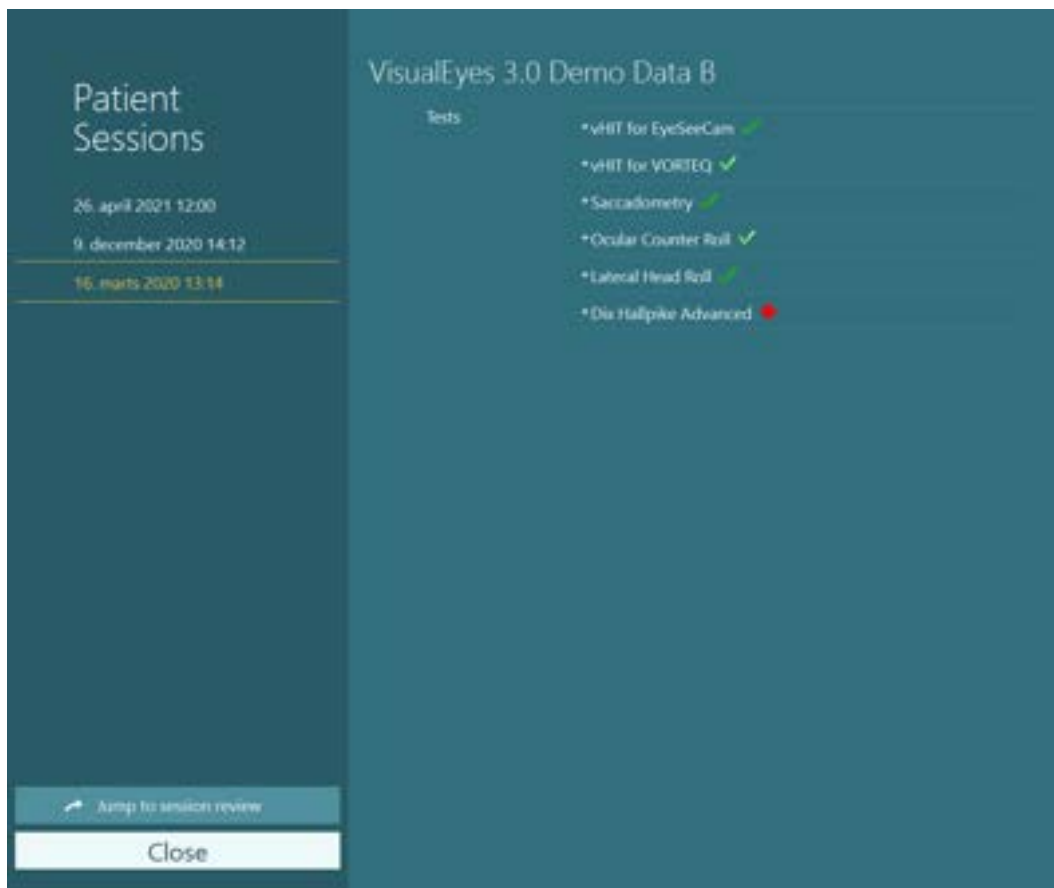 Patient
Sessions
26. april 2021 12:00
9. december 2020 14:12
16. marts 2020 13:14
Jump to session review
Close
VisualEyes 3.0 Demo Data B
Tests
*vHIT for EyeSeeCam
*vHIT for VORTEQ
*Saccadometry
*Ocular Counter Roll
*Lateral Head Roll
*Dix Hallpike Advanced